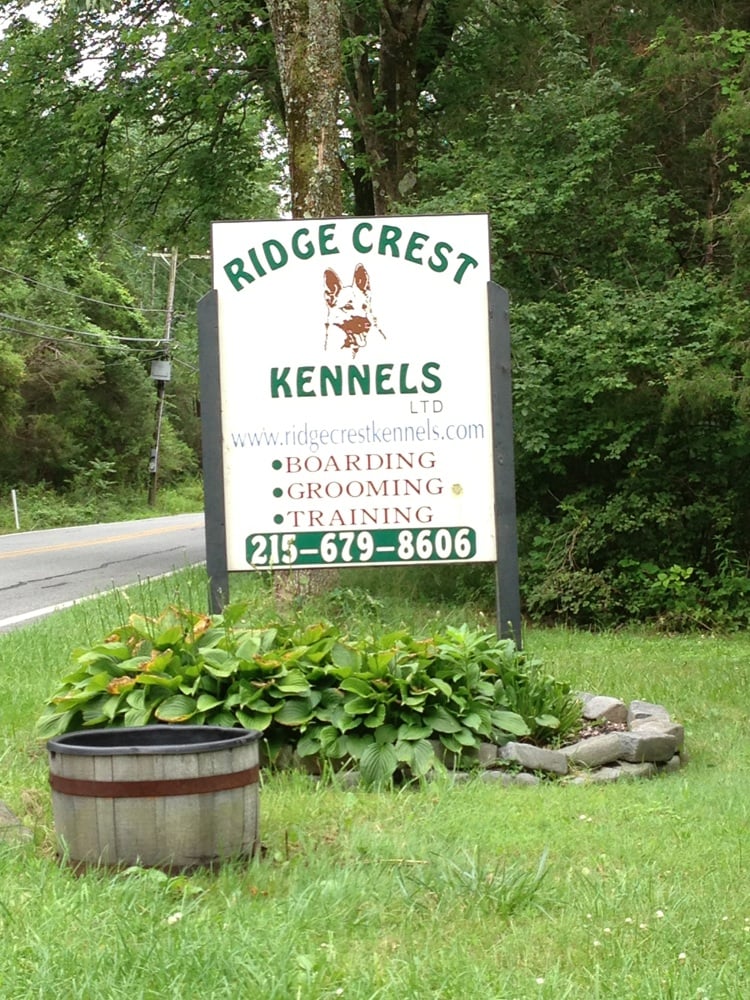 RIDGE CREST
KENNELS
LTD
www.ridgecrestkennels.com
•BOARDING
•GROOMING
•TRAINING
215-679-8606